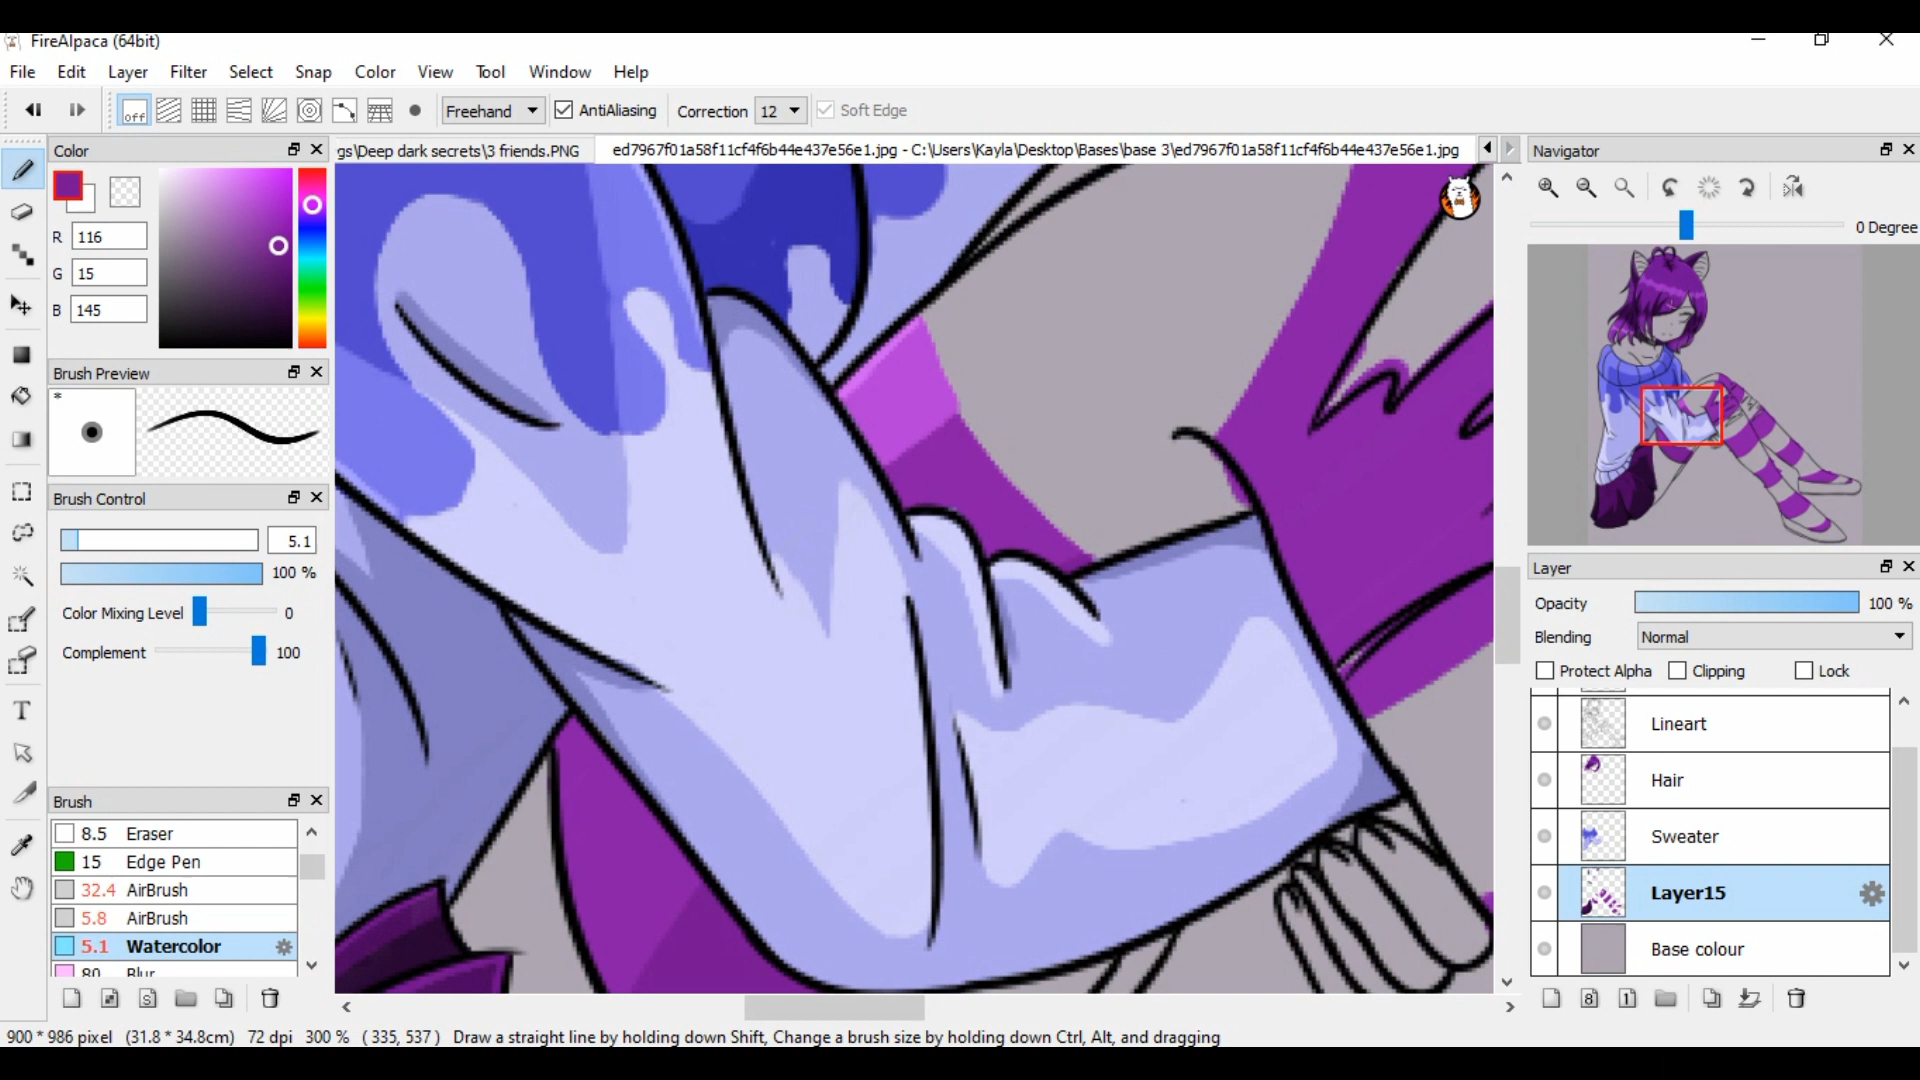 FireAlpaca (64bit)
File Edit Layer Filter Select Snap Color View Tool Window Help
off Freehand AntiAliasing Correction 12 Soft Edge
Color
gs\Deep dark secrets\3 friends.PNG
ed7967f01a58f11cf4f6b44e437e56e1.jpg - C:\Users\Kayla\Desktop\Bases\base 3\ed7967f01a58f11cf4f6b44e437e56e1.jpg
Navigator
R 116
G 15
B 145
0 Degree
Brush Preview
*
Brush Control
5.1
100 %
Color Mixing Level 0
Complement 100
Brush
8.5 Eraser
15 Edge Pen
32.4 AirBrush
5.8 AirBrush
5.1 Watercolor
80 Blur
T
S
Layer
Opacity 100 %
Blending Normal
Protect Alpha Clipping Lock
Lineart
Hair
Sweater
Layer15
Base colour
8 1
900 * 986 pixel (31.8 * 34.8cm) 72 dpi 300 % ( 335, 537 ) Draw a straight line by holding down Shift, Change a brush size by holding down Ctrl, Alt, and dragging